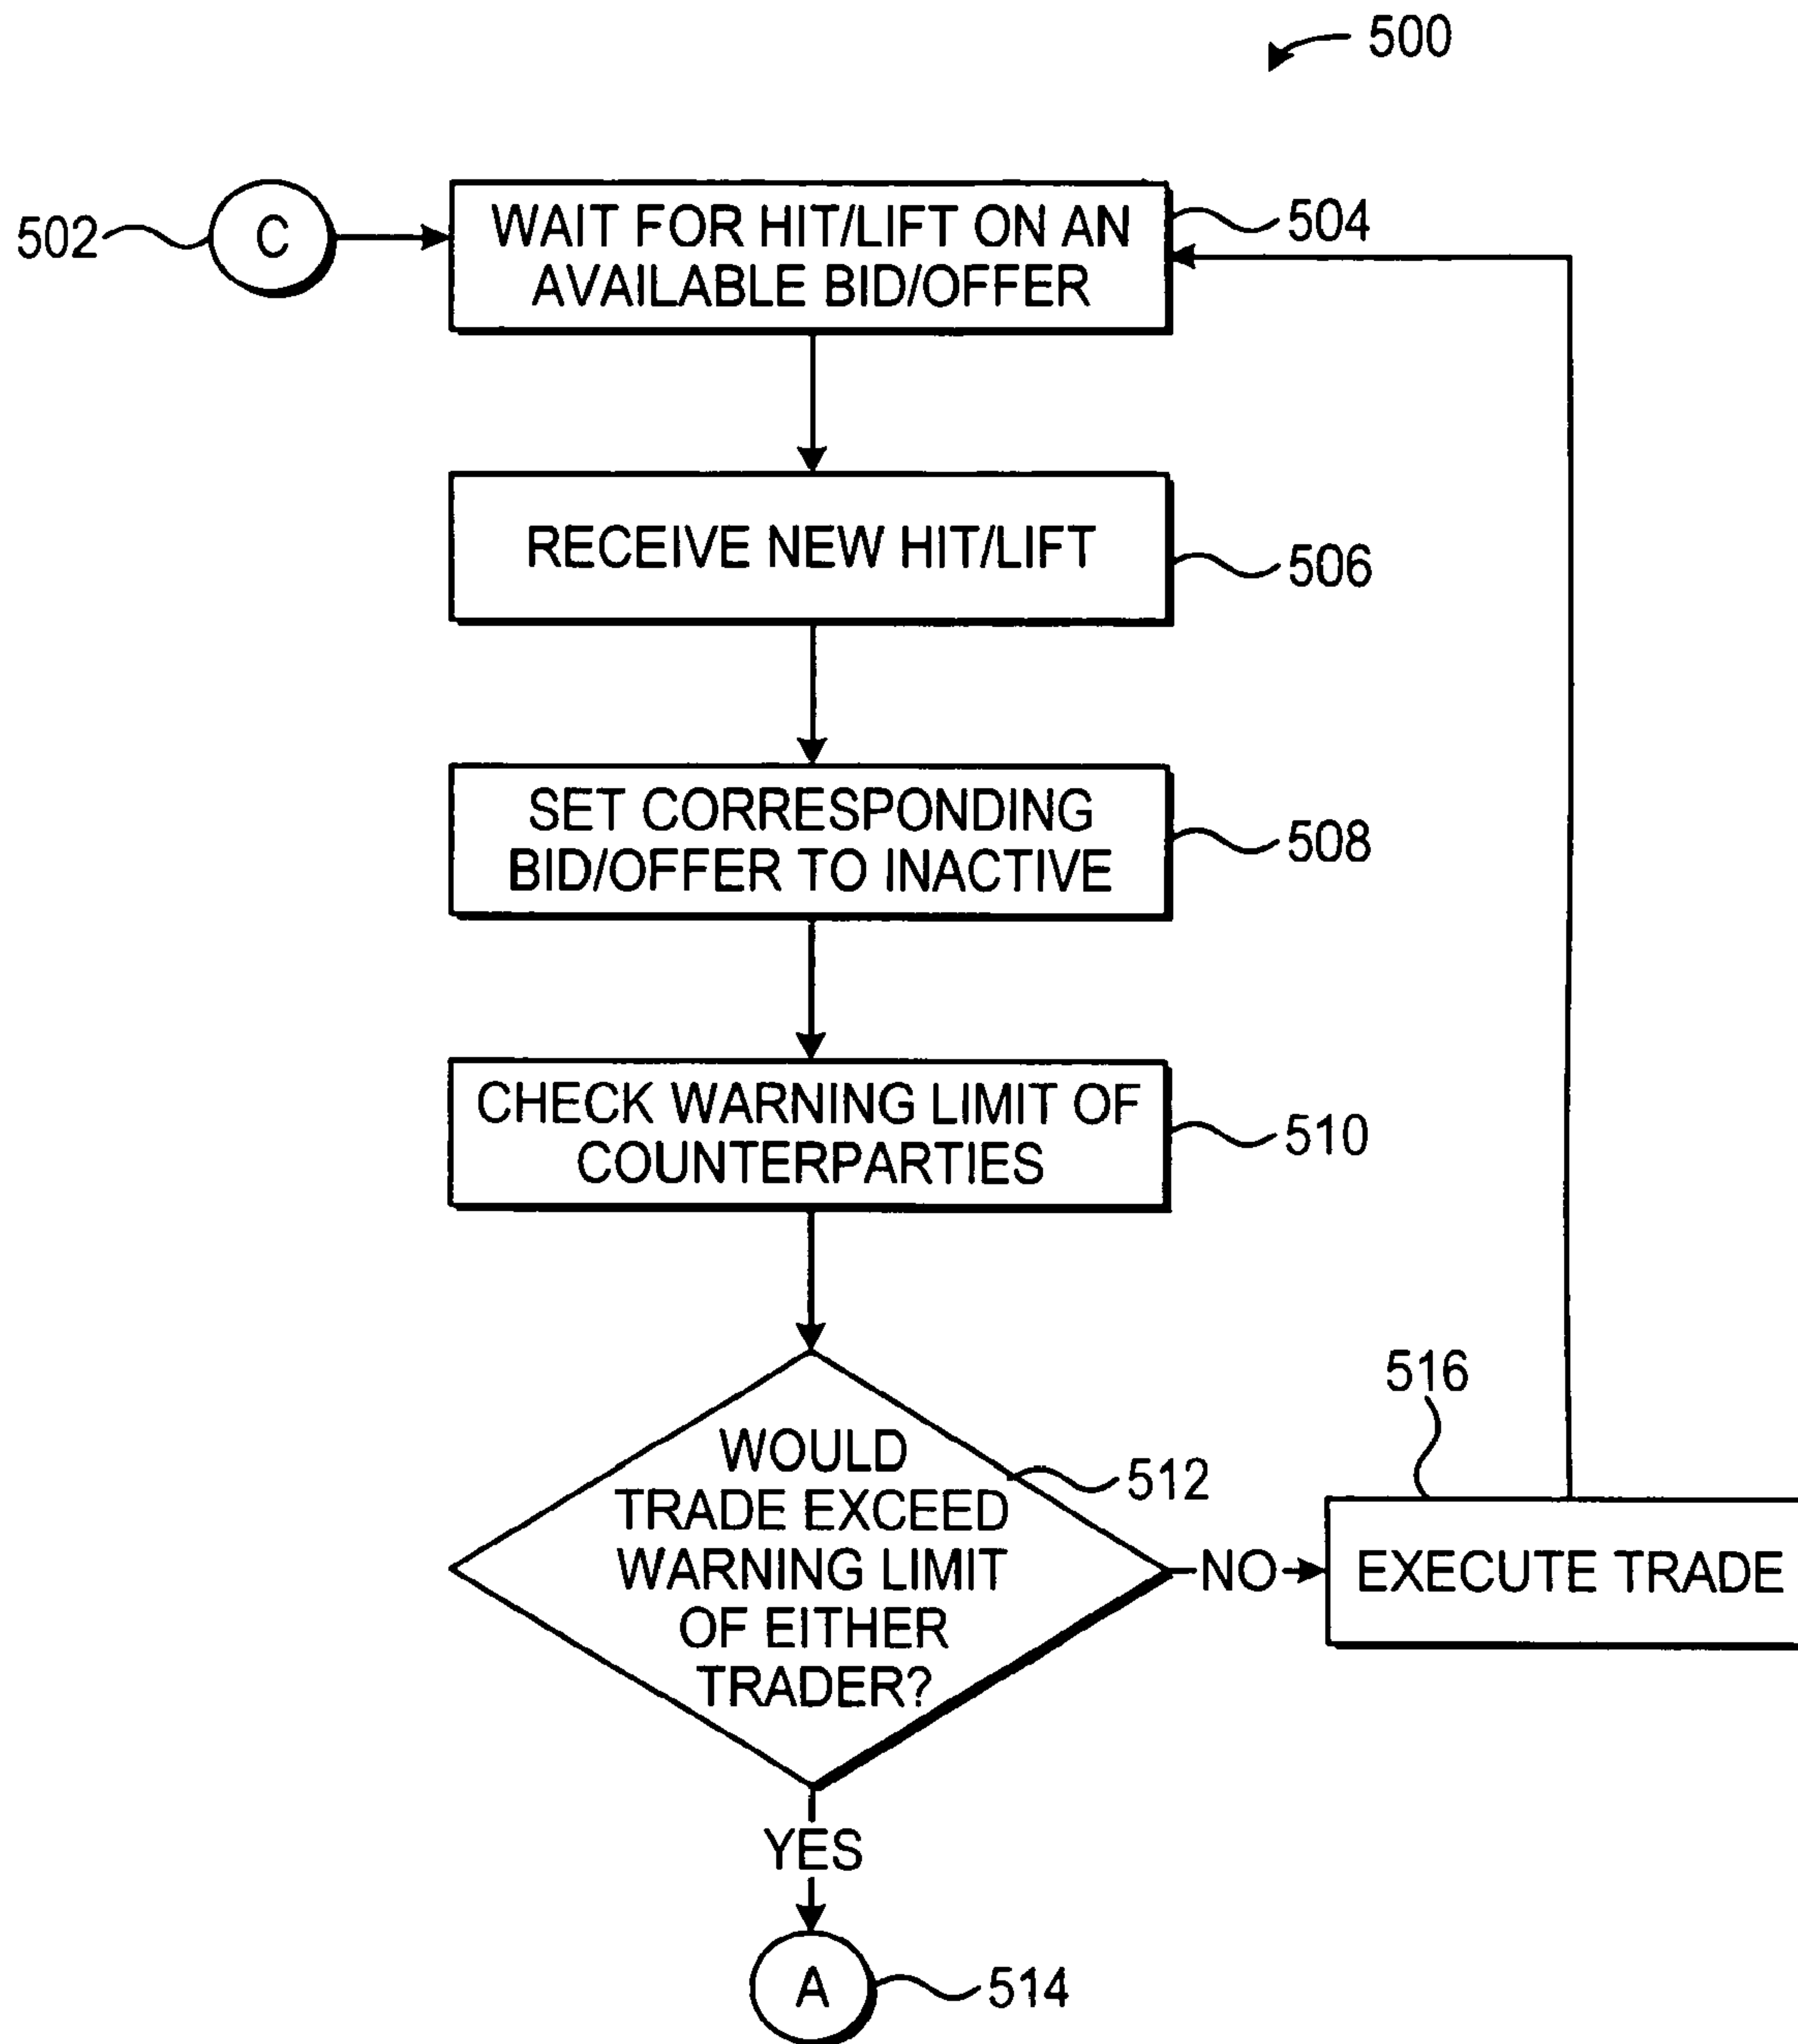 500
502
C
WAIT FOR HIT/LIFT ON AN
AVAILABLE BID/OFFER
504
RECEIVE NEW HIT/LIFT
506
SET CORRESPONDING
BID/OFFER TO INACTIVE
508
CHECK WARNING LIMIT OF
COUNTERPARTIES
510
WOULD
TRADE EXCEED
WARNING LIMIT
OF EITHER
TRADER?
512
NO
516
EXECUTE TRADE
YES
A
514